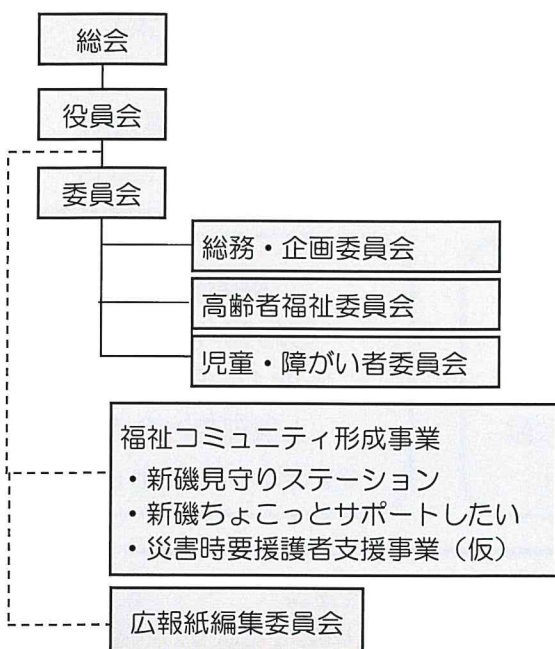 総会
役員会
委員会
総務・企画委員会
高齢者福祉委員会
児童・障がい者委員会
福祉コミュニティ形成事業
・新磯見守りステーション
・新磯ちょこっとサポートしたい
・災害時要援護者支援事業（仮）
広報紙編集委員会